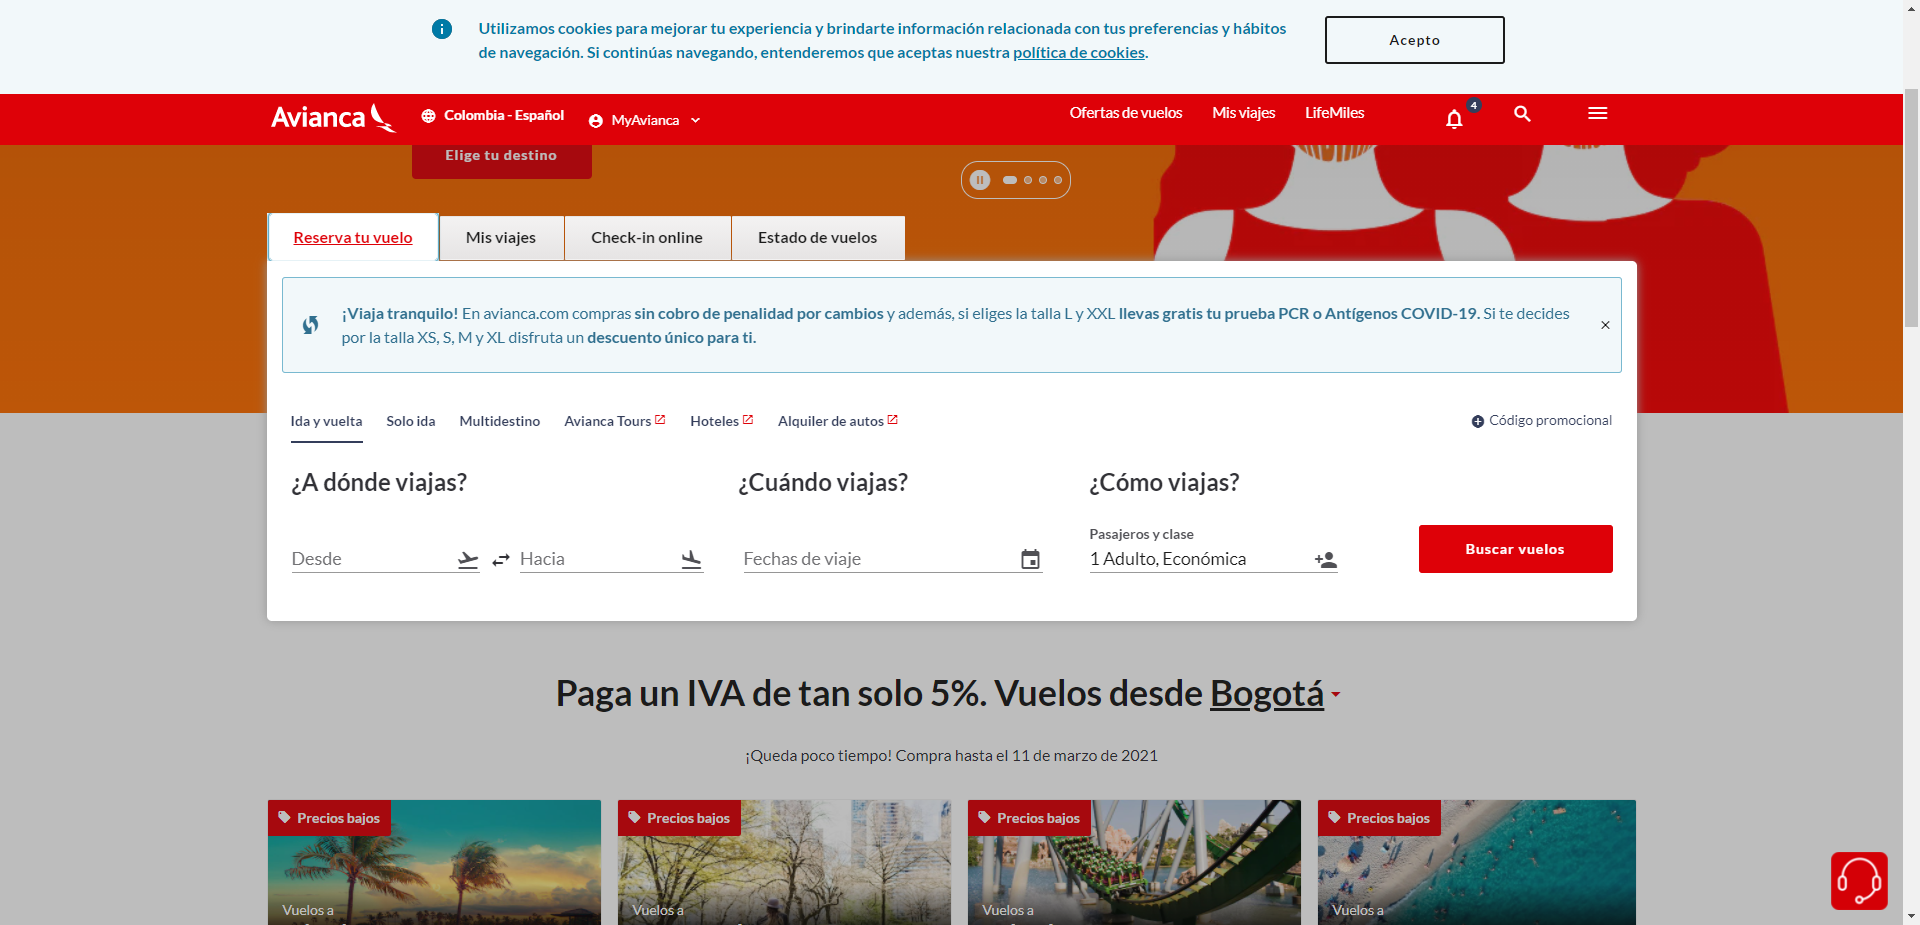 Utilizamos cookies para mejorar tu experiencia y brindarte información relacionada con tus preferencias y hábitos
de navegación. Si continúas navegando, entenderemos que aceptas nuestra política de cookies.
Acepto
Avianca
Colombia - Español
MyAvianca
Ofertas de vuelos
Mis viajes
LifeMiles
4
Elige tu destino
Reserva tu vuelo
Mis viajes
Check-in online
Estado de vuelos
¡Viaja tranquilo! En avianca.com compras sin cobro de penalidad por cambios y además, si eliges la talla L y XXL llevas gratis tu prueba PCR o Antígenos COVID-19. Si te decides
por la talla XS, S, M y XL disfruta un descuento único para ti.
Ida y vuelta
Solo ida
Multidestino
Avianca Tours
Hoteles
Alquiler de autos
Código promocional
¿A dónde viajas?
¿Cuándo viajas?
¿Cómo viajas?
Pasajeros y clase
Desde
Hacia
Fechas de viaje
1 Adulto, Económica
Buscar vuelos
Paga un IVA de tan solo 5%. Vuelos desde Bogotá
¡Queda poco tiempo! Compra hasta el 11 de marzo de 2021
Precios bajos
Precios bajos
Precios bajos
Precios bajos
Vuelos a
Vuelos a
Vuelos a
Vuelos a